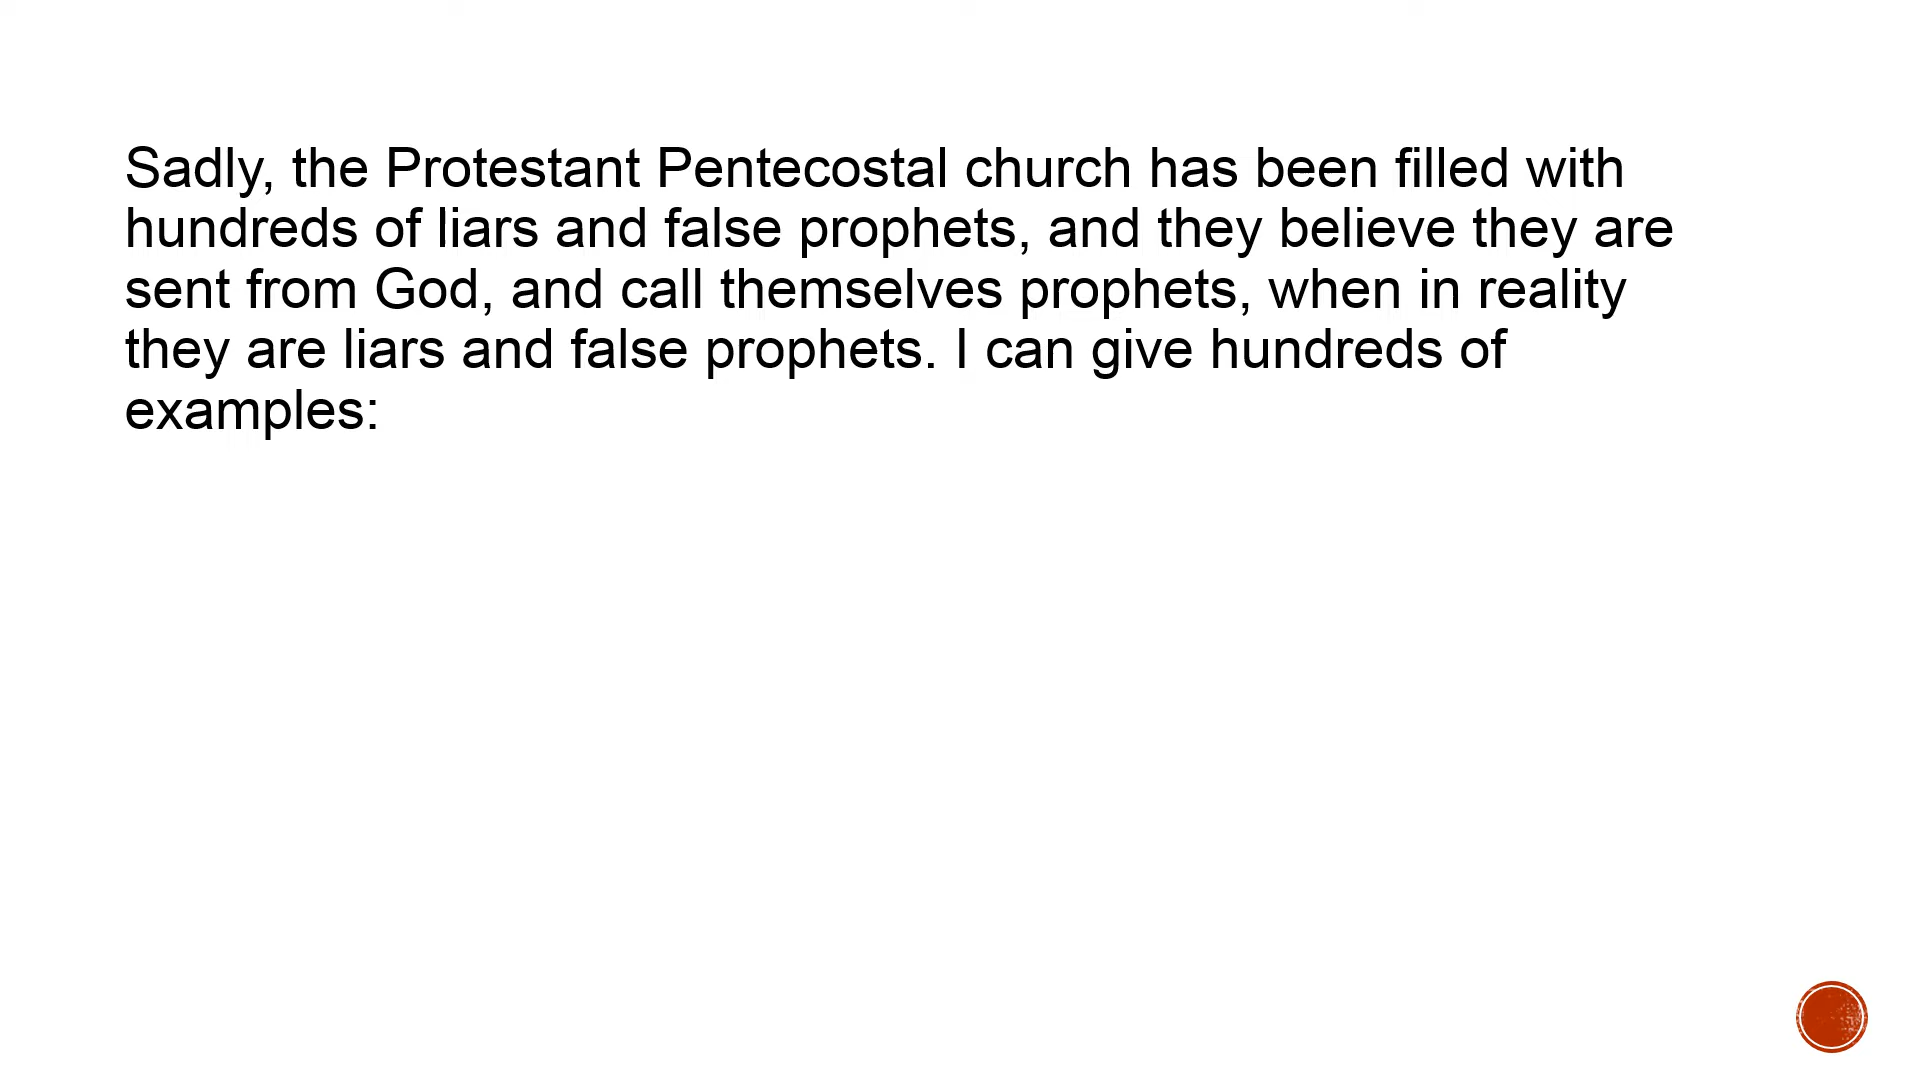 Sadly, the Protestant Pentecostal church has been filled with
hundreds of liars and false prophets, and they believe they are
sent from God, and call themselves prophets, when in reality
they are liars and false prophets. I can give hundreds of
examples: